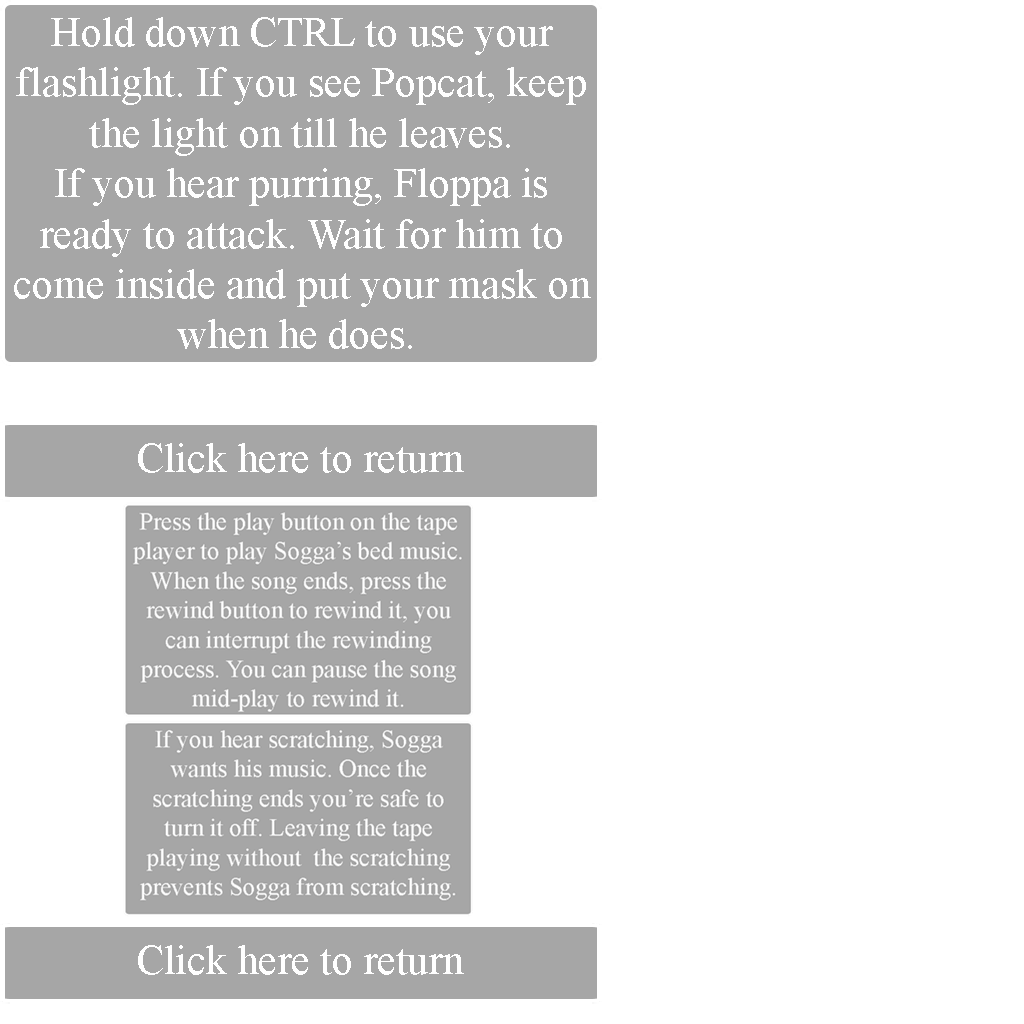 Hold down CTRL to use your
flashlight. If you see Popcat, keep
the light on till he leaves.
If you hear purring, Floppa is
ready to attack. Wait for him to
come inside and put your mask on
when he does.
Click here to return
Press the play button on the tape
player to play Sogga’s bed music.
When the song ends, press the
rewind button to rewind it, you
can interrupt the rewinding
process. You can pause the song
mid-play to rewind it.
If you hear scratching, Sogga
wants his music. Once the
scratching ends you’re safe to
turn it off. Leaving the tape
playing without  the scratching
prevents Sogga from scratching.
Click here to return